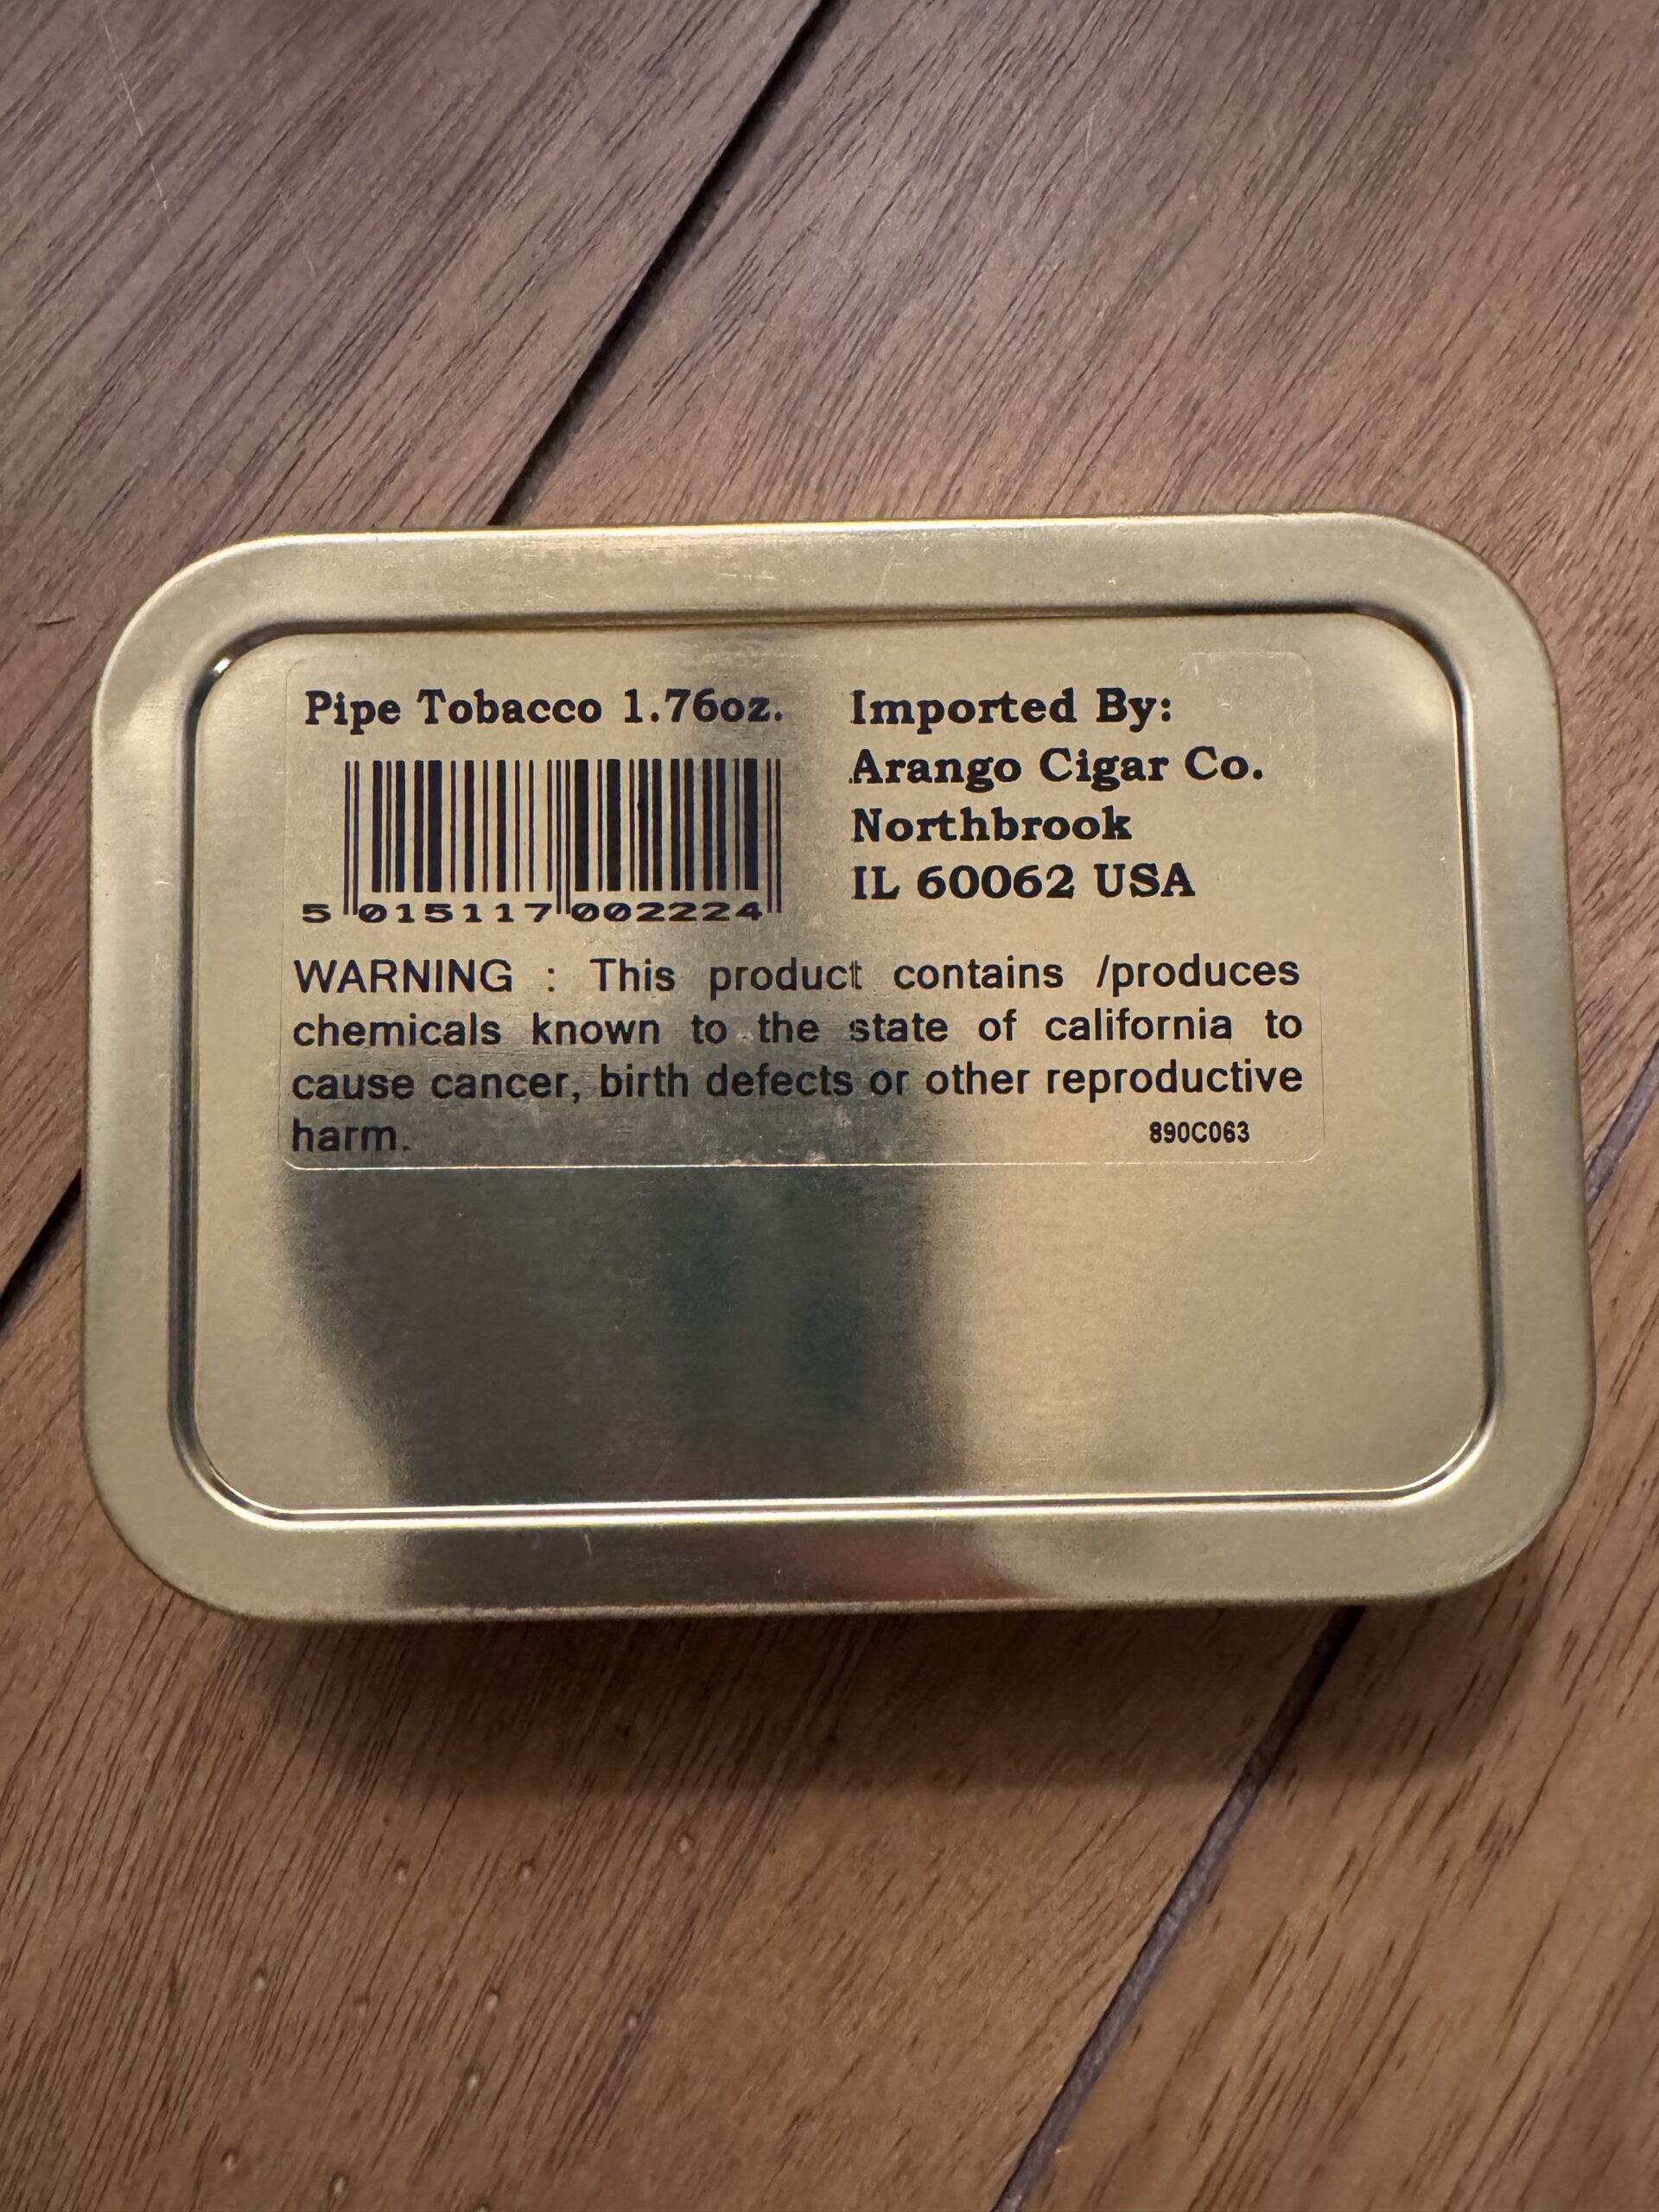 Pipe Tobacco 1.76oz.
5 015117 002224
Imported By:
Arango Cigar Co.
Northbrook
IL 60062 USA
WARNING : This product contains /produces
chemicals known to the state of california to
cause cancer, birth defects or other reproductive
harm.
890C063